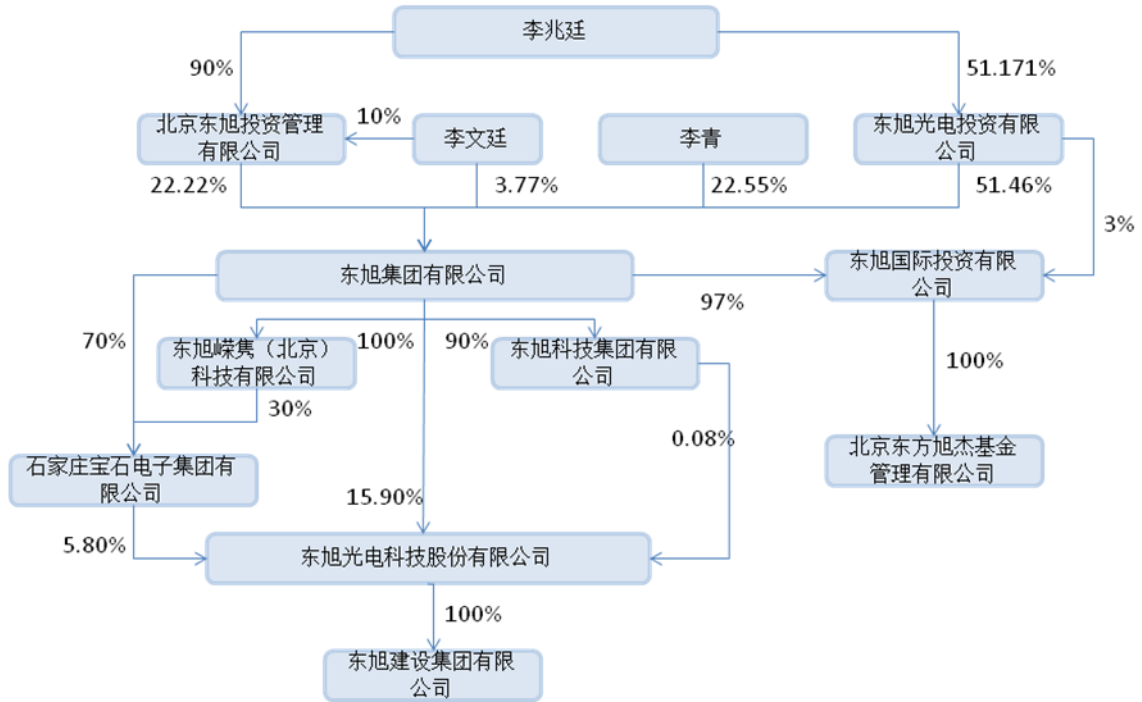 李兆廷
90%
51.171%
北京东旭投资管理
有限公司
10%
李文廷
李青
东旭光电投资有限
公司
22.22%
3.77%
22.55%
51.46%
3%
东旭集团有限公司
东旭国际投资有限
公司
97%
70%
东旭嵘隽（北京）
科技有限公司
100%
90%
东旭科技集团有限
公司
100%
30%
0.08%
石家庄宝石电子集团有
限公司
北京东方旭杰基金
管理有限公司
15.90%
5.80%
东旭光电科技股份有限公司
100%
东旭建设集团有限
公司